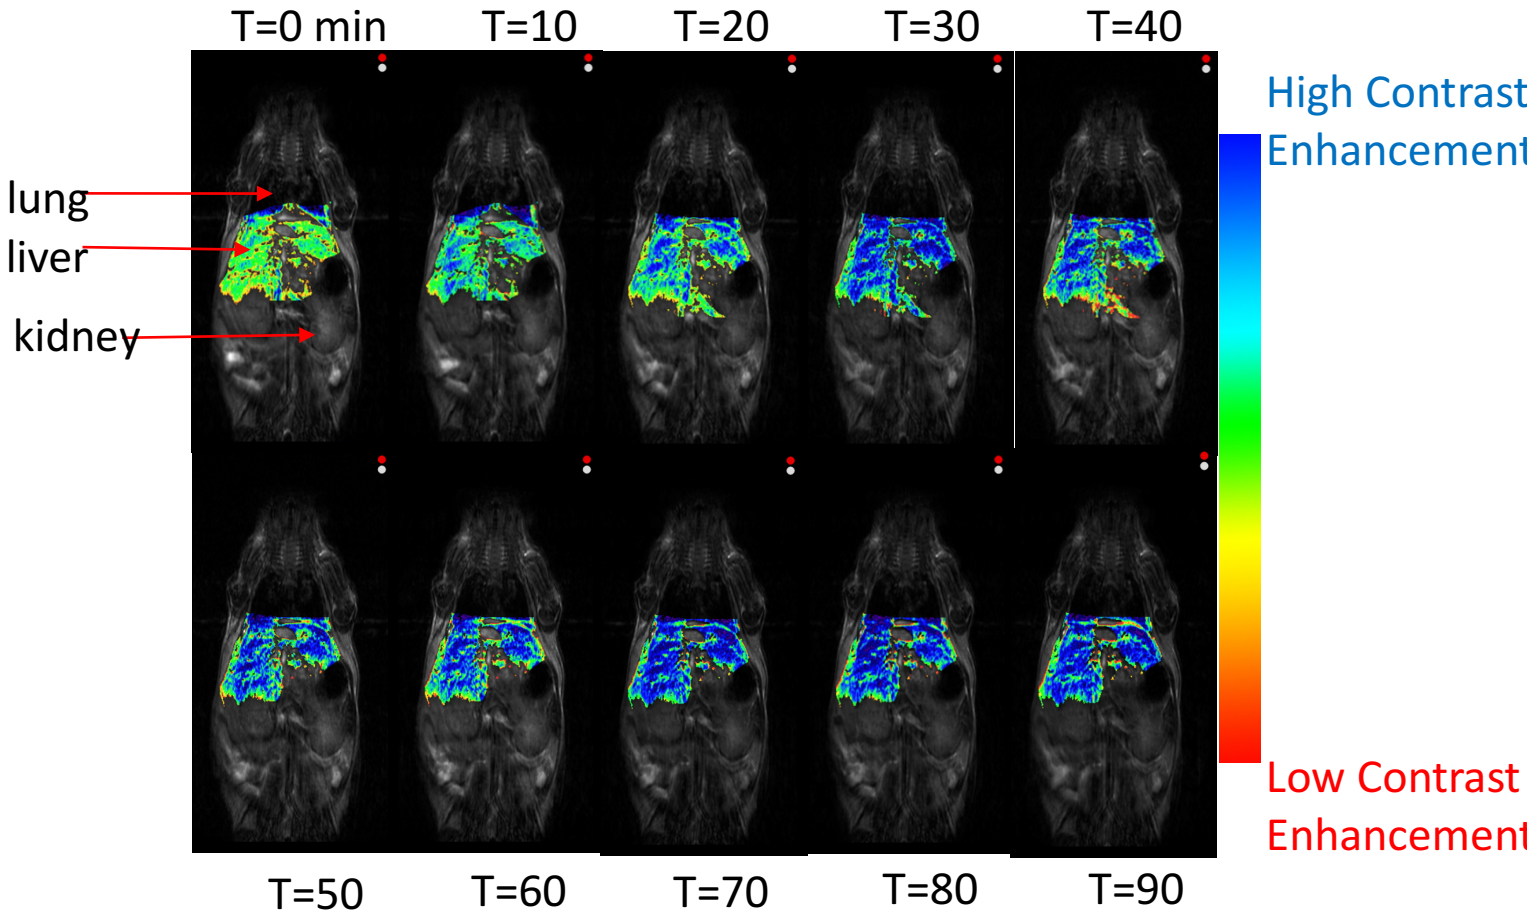 T=0 min
T=10
T=20
T=30
T=40
High Contrast
Enhancement
lung
liver
kidney
Low Contrast
Enhancement
T=50
T=60
T=70
T=80
T=90